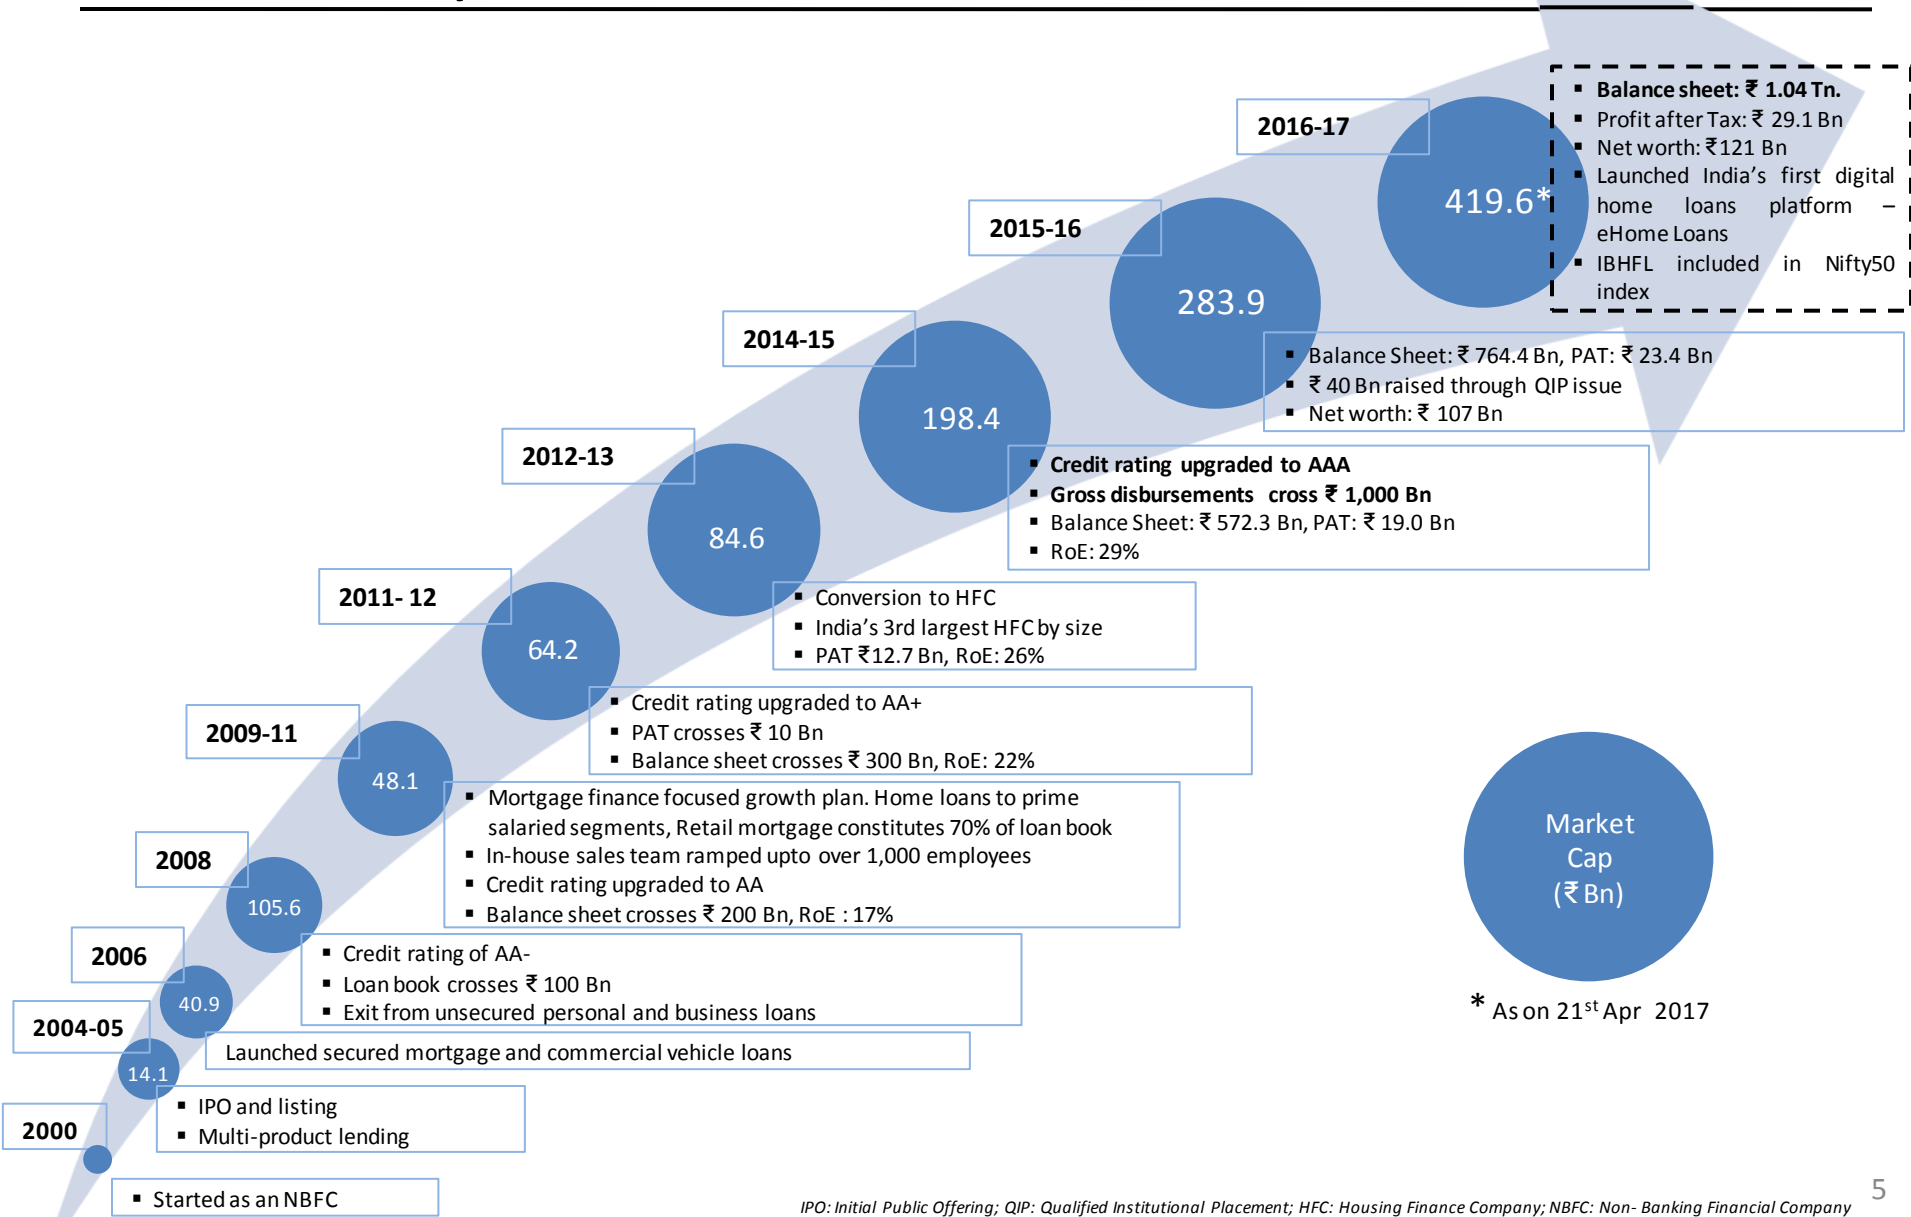 2016-17
419.6*
▪ Balance sheet: ₹ 1.04 Tn.
▪ Profit after Tax: ₹ 29.1 Bn
▪ Net worth: ₹121 Bn
▪ Launched India’s first digital
home loans platform –
eHome Loans
▪ IBHFL included in Nifty50
index
2015-16
283.9
▪ Balance Sheet: ₹ 764.4 Bn, PAT: ₹ 23.4 Bn
▪ ₹ 40 Bn raised through QIP issue
▪ Net worth: ₹ 107 Bn
2014-15
198.4
▪ Credit rating upgraded to AAA
▪ Gross disbursements cross ₹ 1,000 Bn
▪ Balance Sheet: ₹ 572.3 Bn, PAT: ₹ 19.0 Bn
▪ RoE: 29%
2012-13
84.6
▪ Conversion to HFC
▪ India’s 3rd largest HFC by size
▪ PAT ₹12.7 Bn, RoE: 26%
2011- 12
64.2
▪ Credit rating upgraded to AA+
▪ PAT crosses ₹ 10 Bn
▪ Balance sheet crosses ₹ 300 Bn, RoE: 22%
2009-11
48.1
▪ Mortgage finance focused growth plan. Home loans to prime
salaried segments, Retail mortgage constitutes 70% of loan book
▪ In-house sales team ramped upto over 1,000 employees
▪ Credit rating upgraded to AA
▪ Balance sheet crosses ₹ 200 Bn, RoE : 17%
2008
105.6
▪ Credit rating of AA-
▪ Loan book crosses ₹ 100 Bn
▪ Exit from unsecured personal and business loans
2006
40.9
Launched secured mortgage and commercial vehicle loans
2004-05
14.1
▪ IPO and listing
▪ Multi-product lending
2000
▪ Started as an NBFC
Market
Cap
(₹ Bn)
* As on 21st Apr 2017
IPO: Initial Public Offering; QIP: Qualified Institutional Placement; HFC: Housing Finance Company; NBFC: Non- Banking Financial Company
5